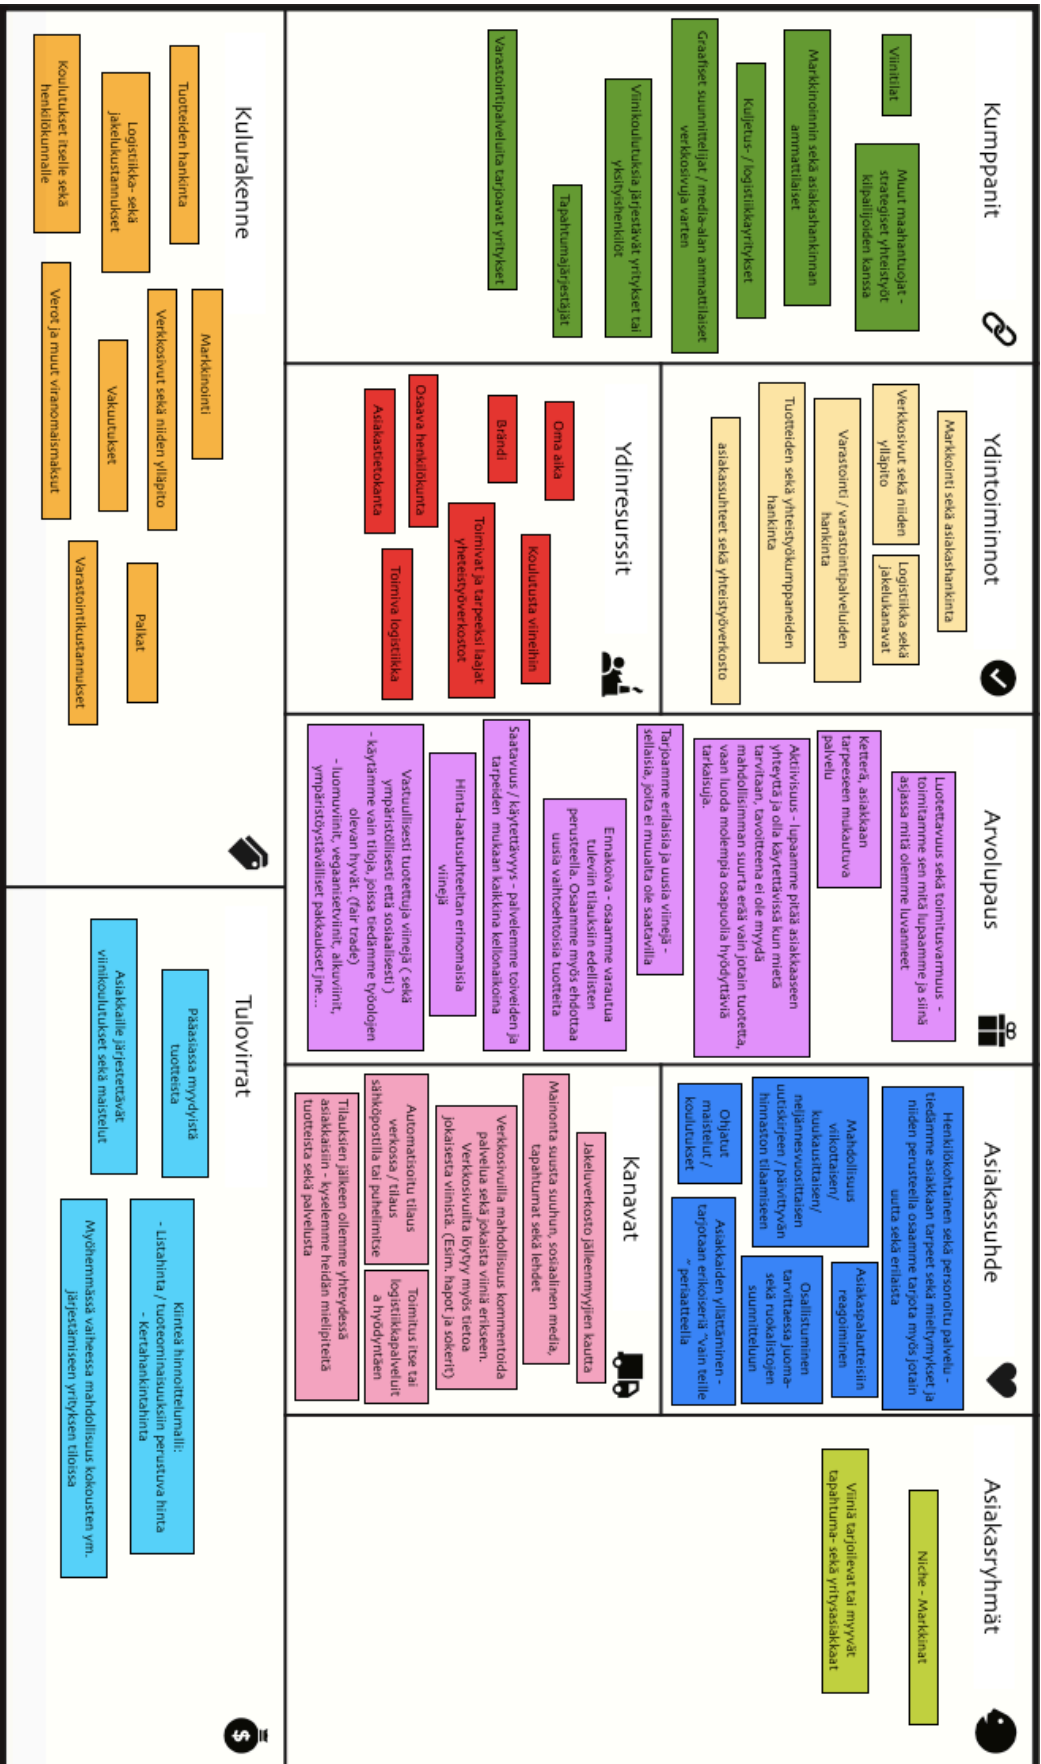 Kumppanit
Viinitilat
Muut maahantuojat -
strategiset yhteistyöt
kilpailijoiden kanssa
Markkinoinnin sekä asiakashankinnan
ammattilaiset
Kuljetus- / logistiikkayritykset
Graafiset suunnittelijat / media-alan ammattilaiset
verkkosivuja varten
Viinikoulutuksia järjestävät yritykset tai
yksityishenkilöt
Tapahtumajärjestäjät
Varastointipalveluita tarjoavat yritykset
Ydintoiminnot
Markkointi sekä asiakashankinta
Verkkosivut sekä niiden
ylläpito
Logistiikka sekä
jakelukanavat
Varastointi / varastointipalveluiden
hankinta
Tuotteiden sekä yhteistyökumppaneiden
hankinta
asiakassuhteet sekä yhteistyöverkosto
Ydinresurssit
Oma aika
Koulutusta viineihin
Brändi
Toimivat ja tarpeeksi laajat
yheteistyöverkostot
Osaava henkilökunta
Asiakastietokanta
Toimiva logistiikka
Arvolupaus
Luotettavuus sekä toimitusvarmuus -
toimitamme sen mitä lupaamme ja siinä
ajassa mitä olemme luvanneet
Ketterä, asiakkaan
tarpeeseen mukautuva
palvelu
Aktiivisuus - lupaamme pitää asiakkaaseen
yhteyttä ja olla käytettävissä kun mietä
tarvitaan, tavoitteena ei ole myydä
mahdollisimman suurta erää vain jotain tuotetta,
vaan luoda molempia osapuolia hyödyttäviä
tarkaisuja.
Tarjoamme erilaisia ja uusia viinejä -
sellaisia, joita ei muualta ole saatavilla
Ennakoiva - osaamme varautua
tuleviin tilauksiin edellisten
perusteella. Osaamme myös ehdottaa
uusia vaihtoehtoisia tuotteita
Saatavuus / käytettävyys - palvelemme toiveiden ja
tarpeiden mukaan kaikkina kellonaikoina
Hinta-laatusuhteeltan erinomaisia
viinejä
Vastuullisesti tuotettuja viinejä ( sekä
ympäristöllisesti että sosiaalisesti )
- käytämme vain tiloja, joissa tiedämme työolojen
olevan hyvät. (fair trade)
- luomuviinit, vegaanisetviinit, alkuviinit,
ympäristöystävälliset pakkaukset jne...
Asiakassuhde
Henkilökohtainen sekä personoitu palvelu -
tiedämme asiakkaan tarpeet sekä mieltymykset ja
niiden perusteella osaamme tarjota myös jotain
uutta sekä erilaista
Mahdollisuus
viikottaisen/
kuukausittaisen/
neljännesvuosittaisen
uutiskirjeen / päivittyvän
hinnaston tilaamiseen
Asiakaspalautteisiin
reagoiminen
Osallistuminen
tarvittaessa juoma-
sekä ruokalistojen
suunnitteluun
Ohjatut
maistelut /
koulutukset
Asiakkaiden yllättäminen -
tarjotaan erikoiseriä "vain teille
" periaatteella
Kanavat
Jakeluverkosto jälleenmyyjien kautta
Mainonta suusta suuhun, sosiaalinen media,
tapahtumat sekä lehdet
Verkkosivuilla mahdollisuus kommentoida
palvelua sekä jokaista viiniä erikseen.
Verkkosivuilta löytyy myös tietoa
jokaisesta viinistä. (Esim. hapot ja sokerit)
Automatisoitu tilaus
verkossa / tilaus
sähköpostilla tai puhelimitse
Toimitus itse tai
logistiikkapalveluit
a hyödyntäen
Tilauksien jälkeen ollemme yhteydessä
asiakkaisiin - kyselemme heidän mielipiteitä
tuotteista sekä palvelusta
Asiakasryhmät
Niche - Markkinat
Viiniä tarjoilevat tai myyvät
tapahtuma- sekä yritysasiakkaat
Kulurakenne
Tuotteiden hankinta
Markkinointi
Logistiikka- sekä
jakelukustannukset
Verkkosivut sekä niiden ylläpito
Palkat
Koulutukset itselle sekä
henkilökunnalle
Vakuutukset
Varastointikustannukset
Verot ja muut viranomaismaksut
Tulovirrat
Pääasiassa myydyistä
tuotteista
Kiinteä hinnoittelumalli:
- Listahinta / tuoteominaisuuksiin perustuva hinta
- Kertahankintahinta
Asiakkaille järjestettävät
viinikoulutukset sekä maistelut
Myöhemmässä vaiheessa mahdollisuus kokousten ym.
järjestämiseen yrityksen tiloissa